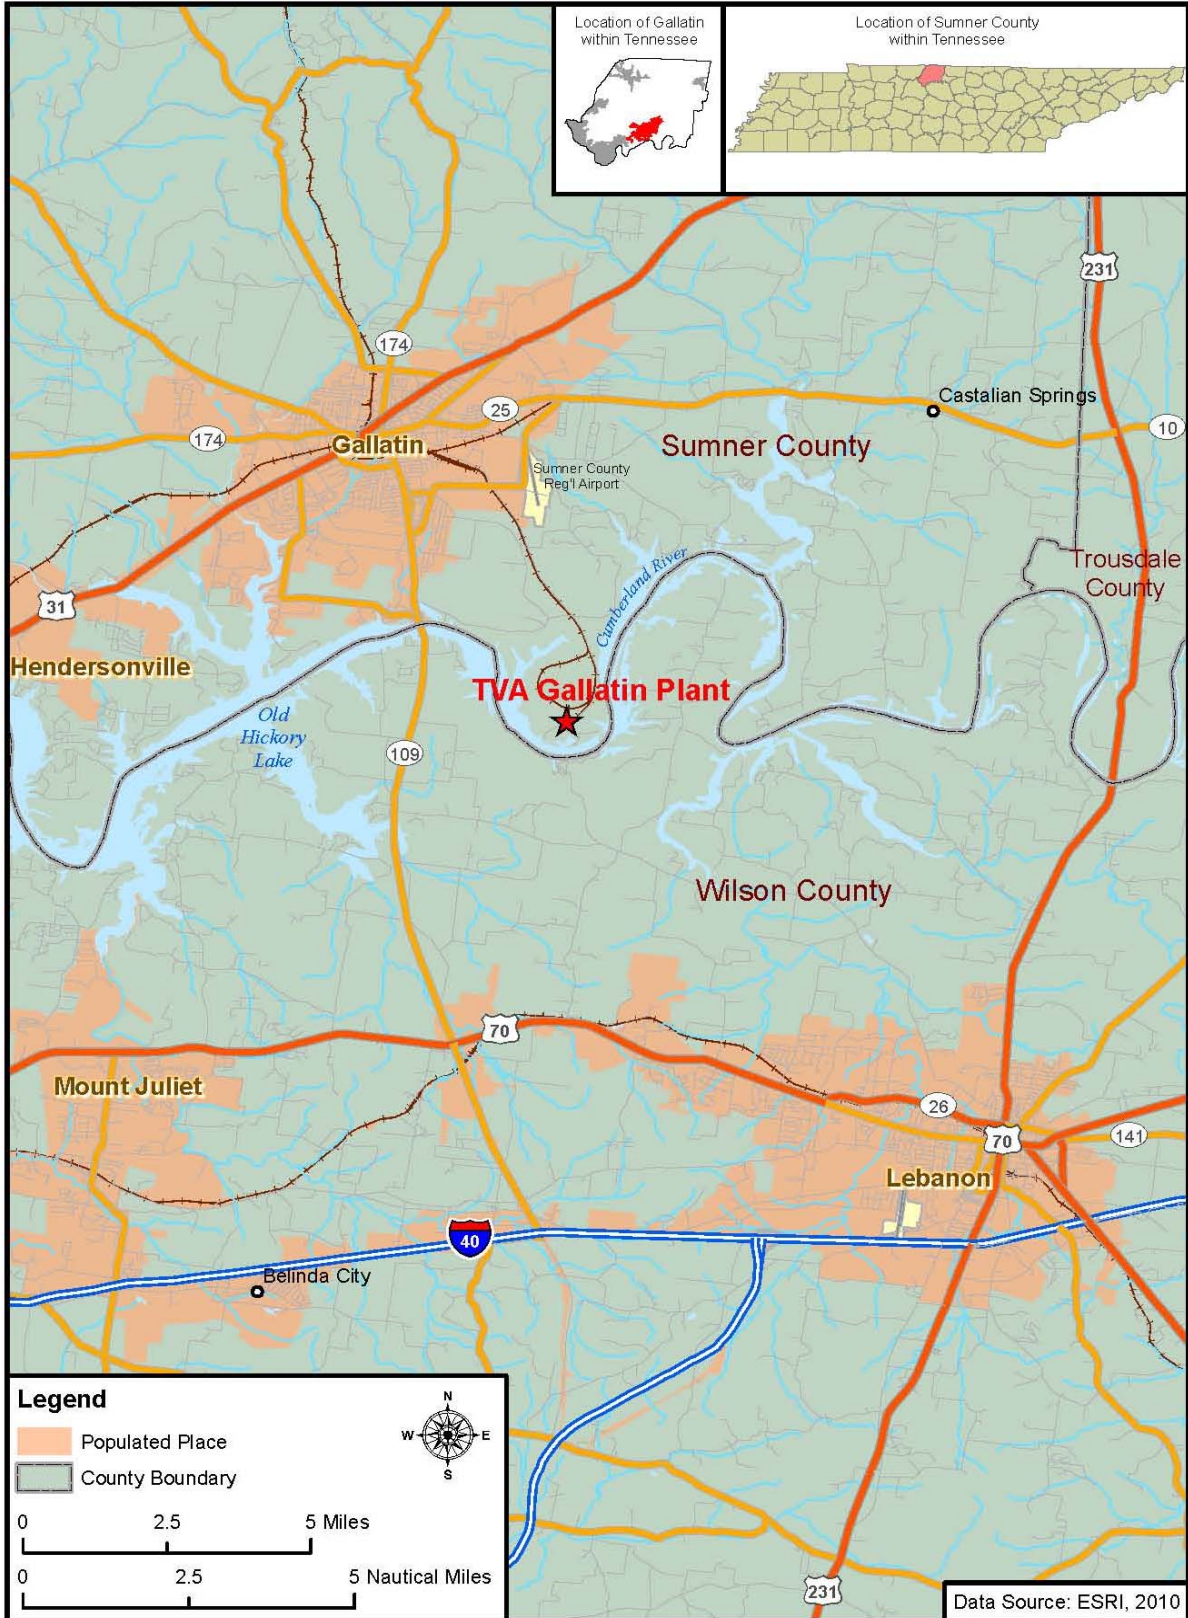 Location of Gallatin
within Tennessee
Location of Sumner County
within Tennessee
231
174
Castalian Springs
25
10
174
Gallatin
Sumner County
Sumner County
Reg'l Airport
Cumberland River
Trousdale
County
31
Hendersonville
TVA Gallatin Plant
Old
Hickory
Lake
109
Wilson County
70
Mount Juliet
26
70
141
Lebanon
40
Belinda City
Legend
Populated Place
County Boundary
N
W
E
S
0 2.5 5 Miles
0 2.5 5 Nautical Miles
231
Data Source: ESRI, 2010